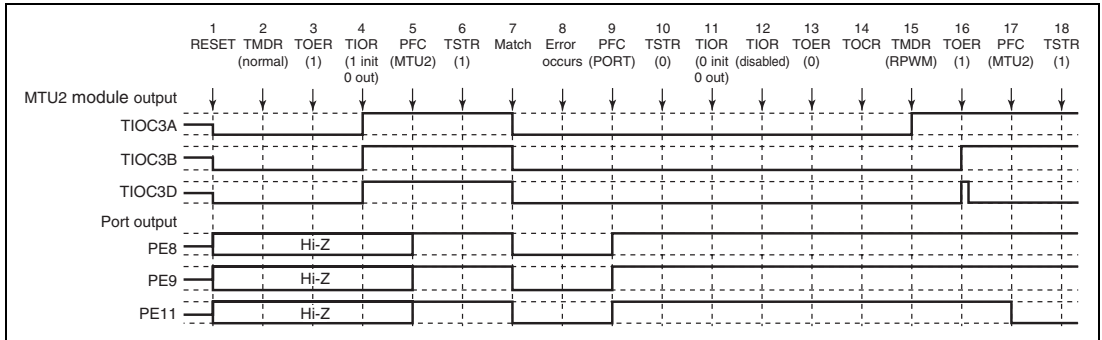 1 2 3 4 5 6 7 8 9 10 11 12 13 14 15 16 17 18
RESET TMDR TOER TIOR PFC TSTR Match Error PFC TSTR TIOR TIOR TOER TOCR TMDR TOER PFC TSTR
(normal) (1) (1 init (MTU2) (1) occurs (PORT) (0) (0 init (disabled) (0) (RPWM) (1) (MTU2) (1)
0 out) 0 out)
MTU2 module output
TIOC3A
TIOC3B
TIOC3D
Port output
PE8 Hi-Z
PE9 Hi-Z
PE11 Hi-Z